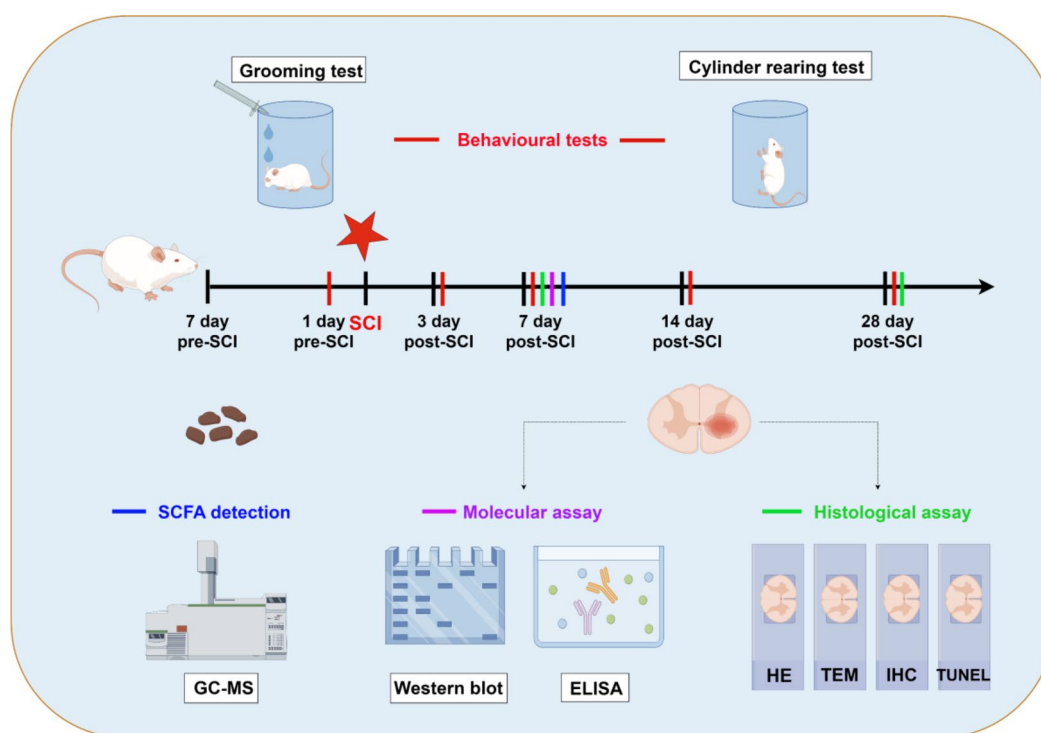 Grooming test
Cylinder rearing test
Behavioural tests
7 day
pre-SCI
1 day
pre-SCI
SCI
3 day
post-SCI
7 day
post-SCI
14 day
post-SCI
28 day
post-SCI
SCFA detection
Molecular assay
Histological assay
GC-MS
Western blot
ELISA
HE
TEM
IHC
TUNEL